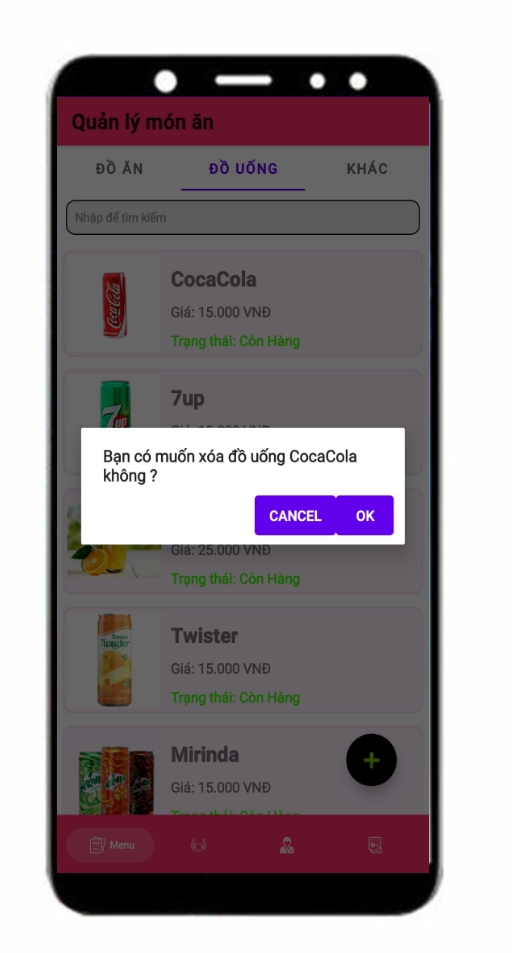 Quản lý món ăn
ĐỒ ĂN ĐỒ UỐNG KHÁC
Nhập để tìm kiếm
CocaCola
Giá: 15.000 VNĐ
Trạng thái: Còn Hàng
7up
Bạn có muốn xóa đồ uống CocaCola
không ?
CANCEL OK
Giá: 25.000 VNĐ
Trạng thái: Còn Hàng
Twister
Giá: 15.000 VNĐ
Trạng thái: Còn Hàng
Mirinda
Giá: 15.000 VNĐ
Menu